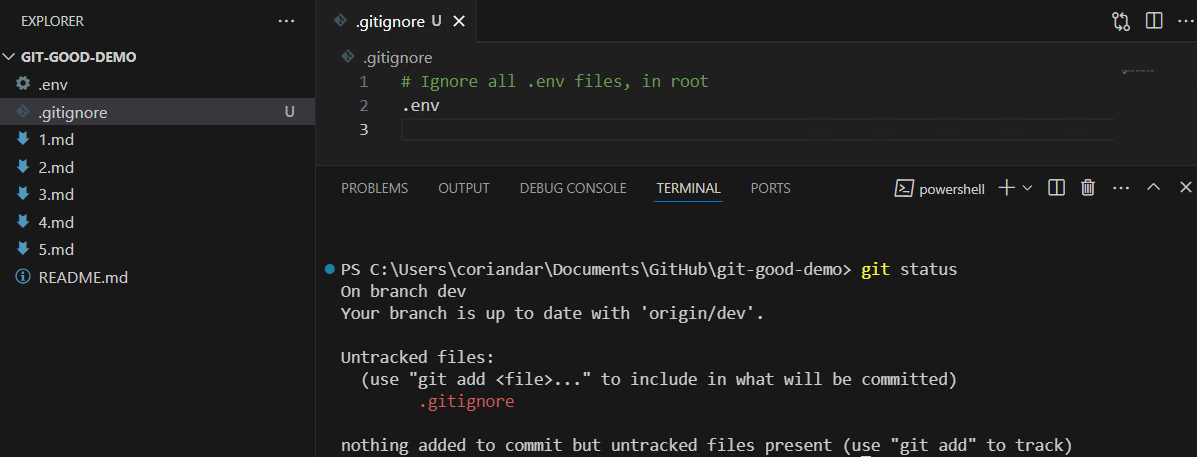 EXPLORER ...
GIT-GOOD-DEMO
.env
.gitignore U
1.md
2.md
3.md
4.md
5.md
README.md
.gitignore U
.gitignore
1 # Ignore all .env files, in root
2 .env
3
PROBLEMS OUTPUT DEBUG CONSOLE TERMINAL PORTS powershell
PS C:\Users\coriandar\Documents\GitHub\git-good-demo> git status
On branch dev
Your branch is up to date with 'origin/dev'.
Untracked files:
(use "git add <file>..." to include in what will be committed)
.gitignore
nothing added to commit but untracked files present (use "git add" to track)